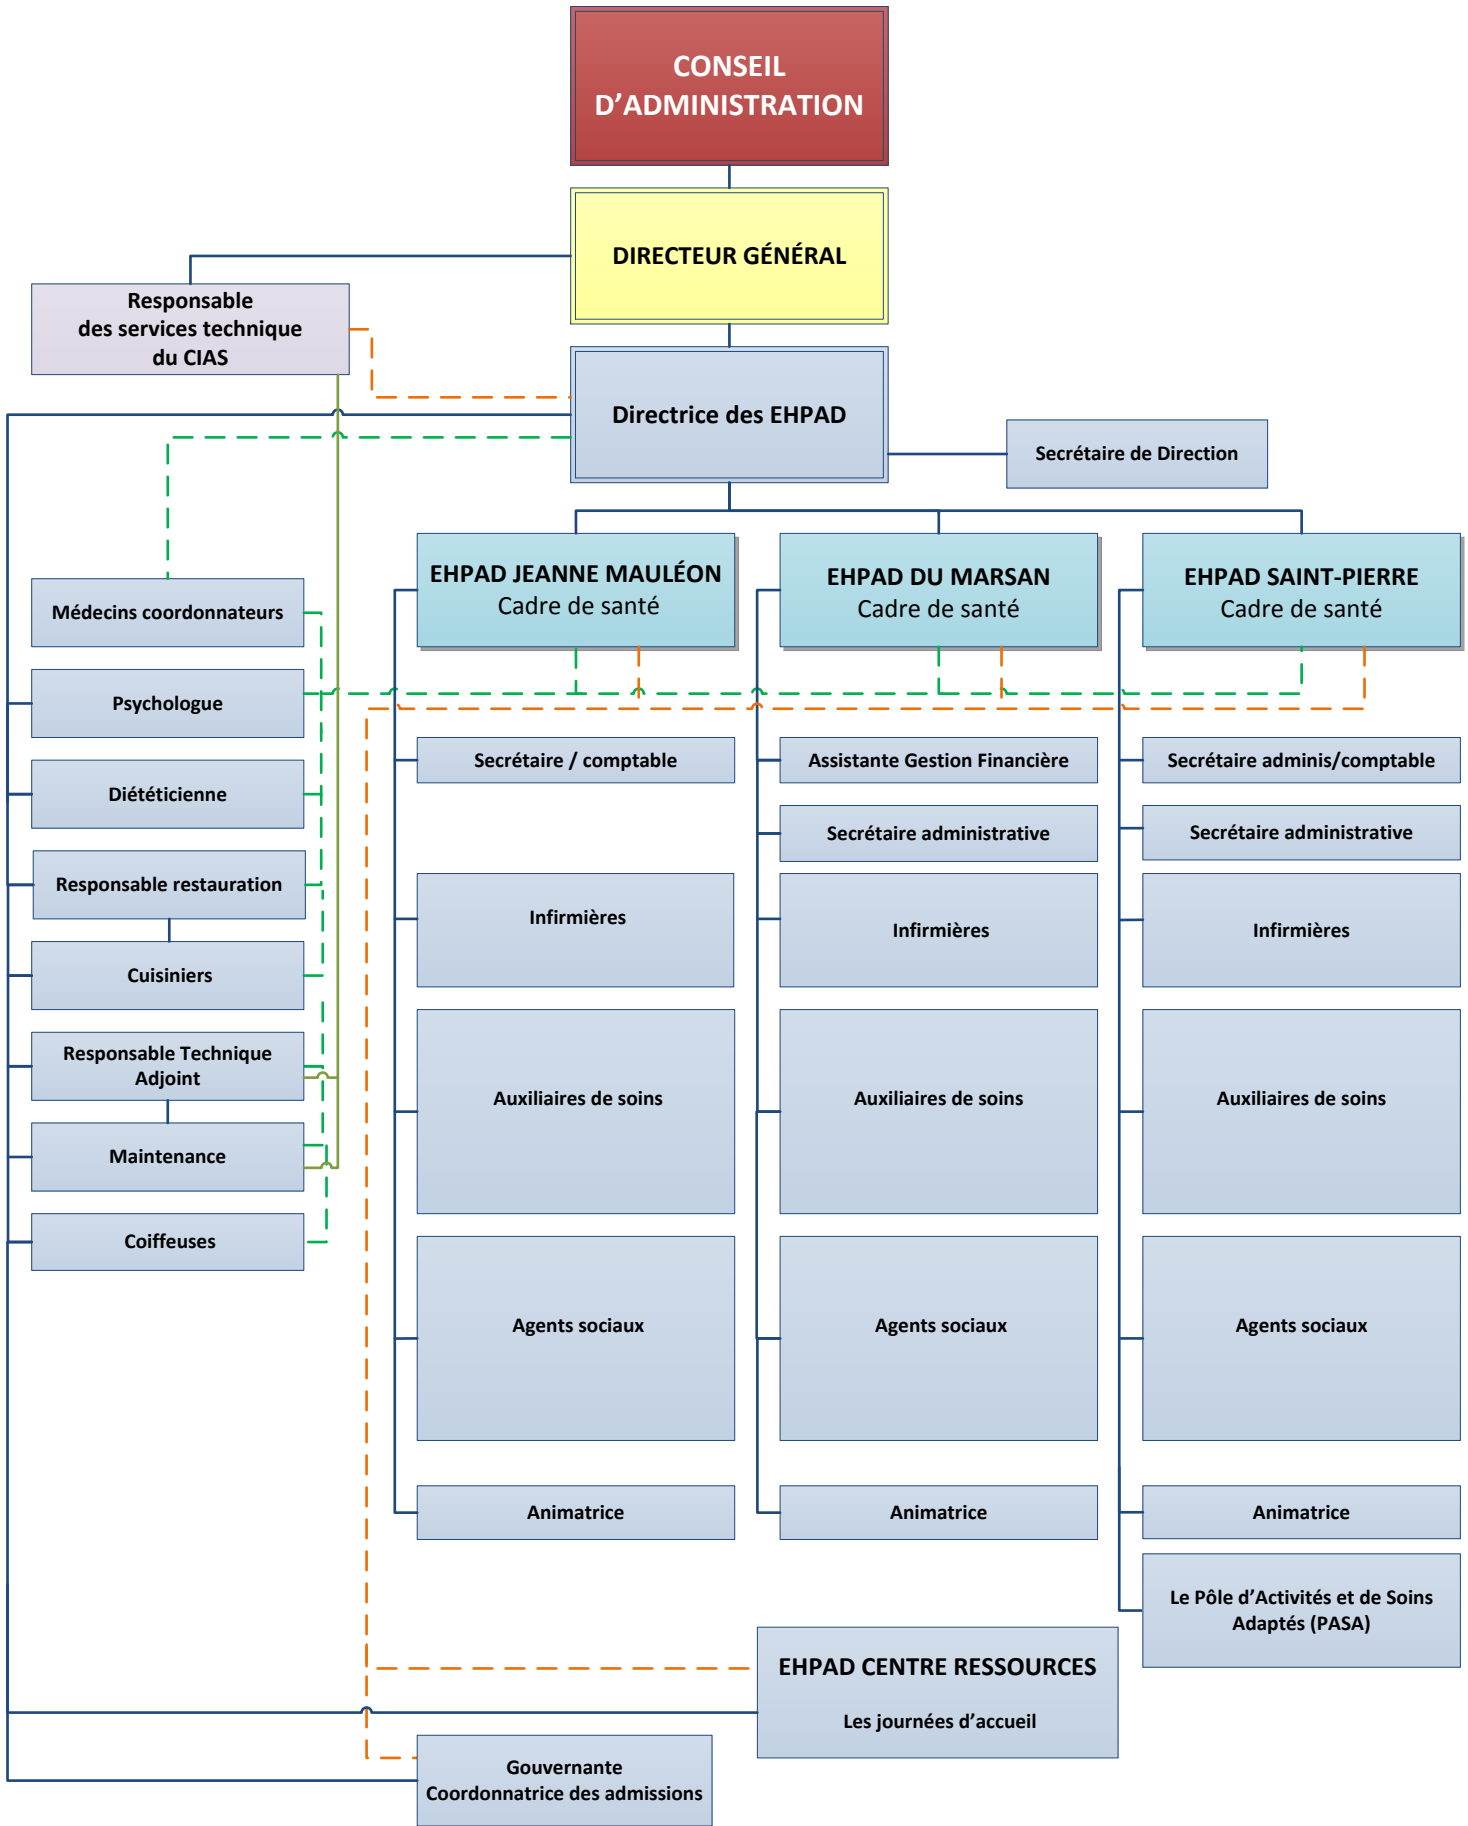 CONSEIL
D’ADMINISTRATION
DIRECTEUR GÉNÉRAL
Responsable
des services technique
du CIAS
Directrice des EHPAD
Secrétaire de Direction
EHPAD JEANNE MAULÉON
Cadre de santé
EHPAD DU MARSAN
Cadre de santé
EHPAD SAINT-PIERRE
Cadre de santé
Médecins coordonnateurs
Psychologue
Diététicienne
Responsable restauration
Cuisiniers
Responsable Technique
Adjoint
Maintenance
Coiffeuses
Secrétaire / comptable
Infirmières
Auxiliaires de soins
Agents sociaux
Animatrice
Assistante Gestion Financière
Secrétaire administrative
Infirmières
Auxiliaires de soins
Agents sociaux
Animatrice
Secrétaire adminis/comptable
Secrétaire administrative
Infirmières
Auxiliaires de soins
Agents sociaux
Animatrice
Le Pôle d’Activités et de Soins
Adaptés (PASA)
EHPAD CENTRE RESSOURCES
Les journées d’accueil
Gouvernante
Coordonnatrice des admissions